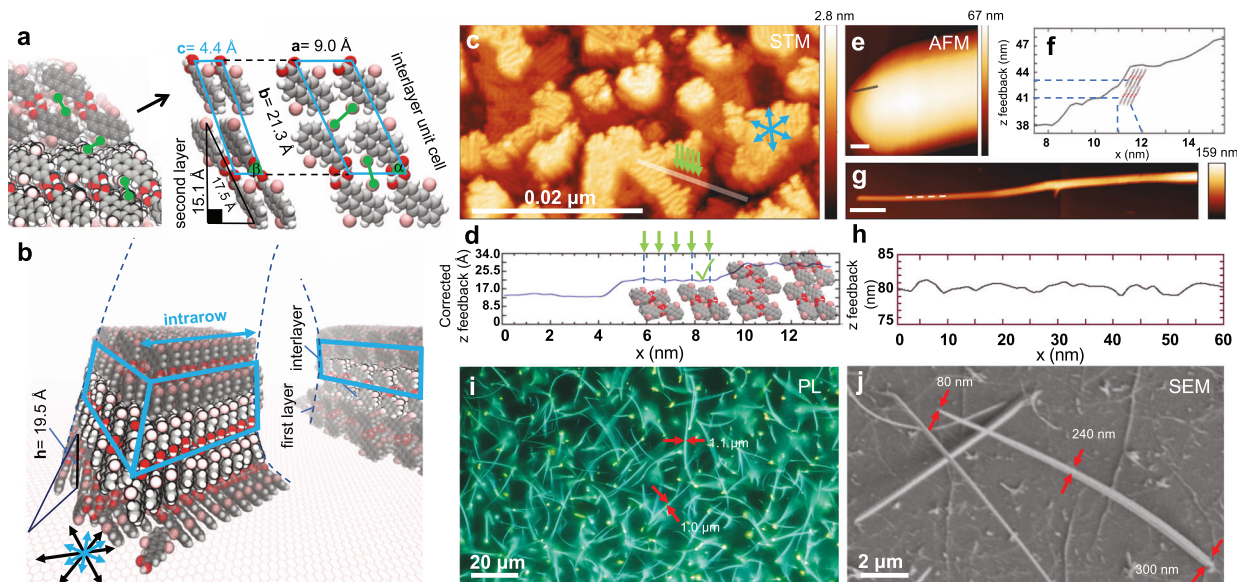 a
c= 4.4 Å
a= 9.0 Å
b= 21.3 Å
interlayer unit cell
second layer
15.1 Å
17.5 Å
β
α
b
intrarow
interlayer
first layer
h= 19.5 Å
c
STM
2.8 nm
0.02 µm
d
Corrected
z feedback (Å)
34.0
25.5
17.0
8.5
0
0 2 4 6 8 10 12
x (nm)
e
AFM
67 nm
f
z feedback (nm)
47
44
41
38
8 10 12 14
x (nm)
g
159 nm
h
z feedback
(nm)
85
80
75
0 10 20 30 40 50 60
x (nm)
i
PL
1.1 µm
1.0 µm
20 µm
j
SEM
80 nm
240 nm
300 nm
2 µm